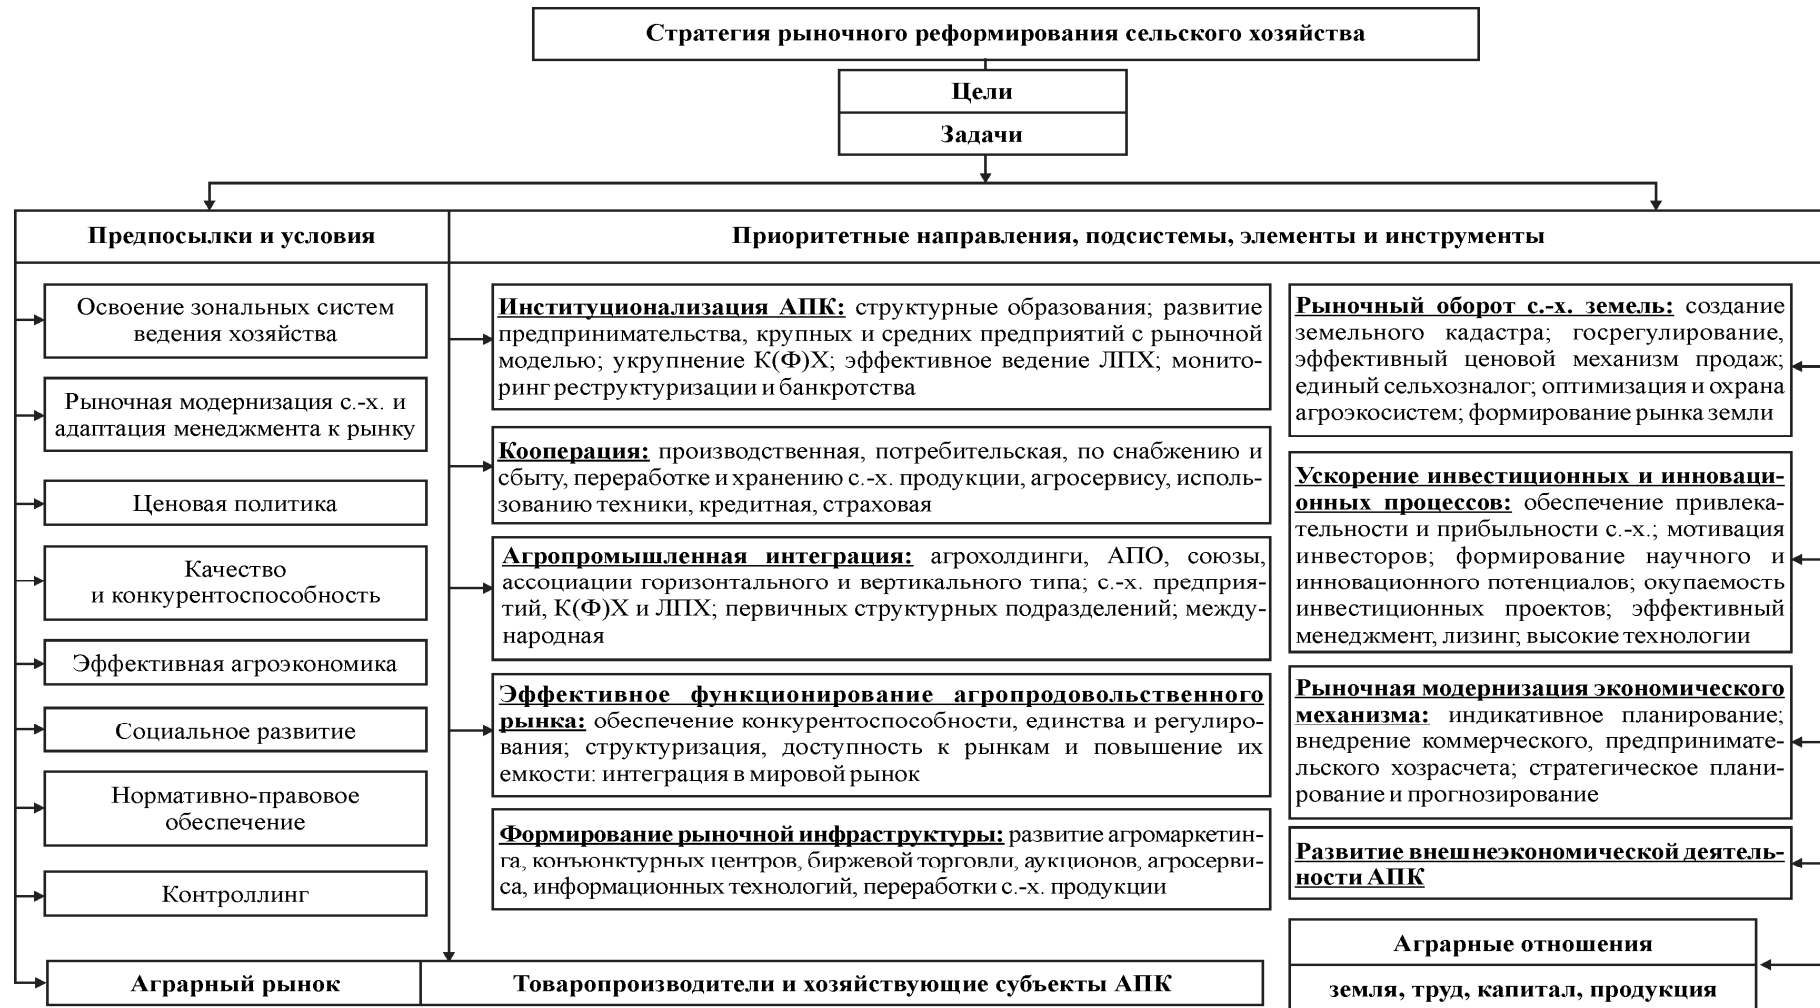 Стратегия рыночного реформирования сельского хозяйства
Цели
Задачи
Предпосылки и условия
Приоритетные направления, подсистемы, элементы и инструменты
Освоение зональных систем
ведения хозяйства
Рыночная модернизация с.-х. и
адаптация менеджмента к рынку
Ценовая политика
Качество
и конкурентоспособность
Эффективная агроэкономика
Социальное развитие
Нормативно-правовое
обеспечение
Контроллинг
Институционализация АПК: структурные образования; развитие
предпринимательства, крупных и средних предприятий с рыночной
моделью; укрупнение К(Ф)Х; эффективное ведение ЛПХ; монито-
ринг реструктуризации и банкротства
Кооперация: производственная, потребительская, по снабжению и
сбыту, переработке и хранению с.-х. продукции, агросервису, исполь-
зованию техники, кредитная, страховая
Агропромышленная интеграция: агрохолдинги, АПО, союзы,
ассоциации горизонтального и вертикального типа; с.-х. предприя-
тий, К(Ф)Х и ЛПХ; первичных структурных подразделений; между-
народная
Эффективное функционирование агропродовольственного
рынка: обеспечение конкурентоспособности, единства и регулиро-
вания; структуризация, доступность к рынкам и повышение их
емкости: интеграция в мировой рынок
Формирование рыночной инфраструктуры: развитие агромаркетин-
га, конъюнктурных центров, биржевой торговли, аукционов, агросерви-
са, информационных технологий, переработки с.-х. продукции
Рыночный оборот с.-х. земель: создание
земельного кадастра; госрегулирование,
эффективный ценовой механизм продаж;
единый сельхозналог; оптимизация и охрана
агроэкосистем; формирование рынка земли
Ускорение инвестиционных и инноваци-
онных процессов: обеспечение привлека-
тельности и прибыльности с.-х.; мотивация
инвесторов; формирование научного и
инновационного потенциалов; окупаемость
инвестиционных проектов; эффективный
менеджмент, лизинг, высокие технологии
Рыночная модернизация экономического
механизма: индикативное планирование;
внедрение коммерческого, предпринимате-
льского хозрасчета; стратегическое плани-
рование и прогнозирование
Развитие внешнеэкономической деятель-
ности АПК
Аграрный рынок
Товаропроизводители и хозяйствующие субъекты АПК
Аграрные отношения
земля, труд, капитал, продукция